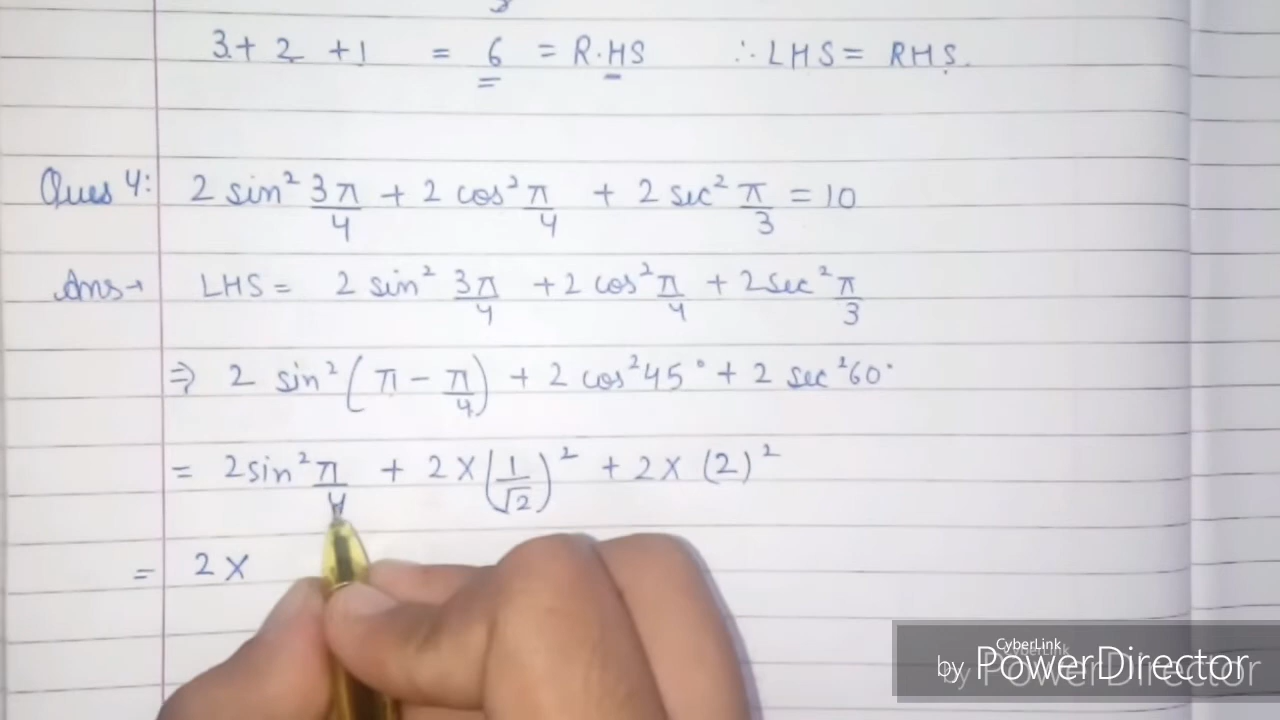 3 + 2 + 1 = 6 = R.HS ∴ LHS = RHS.
Ques 4: 2 sin² 3π/4 + 2 cos² π/4 + 2 sec² π/3 = 10
Ans → LHS = 2 sin² 3π/4 + 2 cos² π/4 + 2 sec² π/3
⇒ 2 sin² (π − π/4) + 2 cos² 45° + 2 sec² 60°
= 2 sin² π/4 + 2 × (1/√2)² + 2 × (2)²
= 2 ×
CyberLink
by PowerDirector